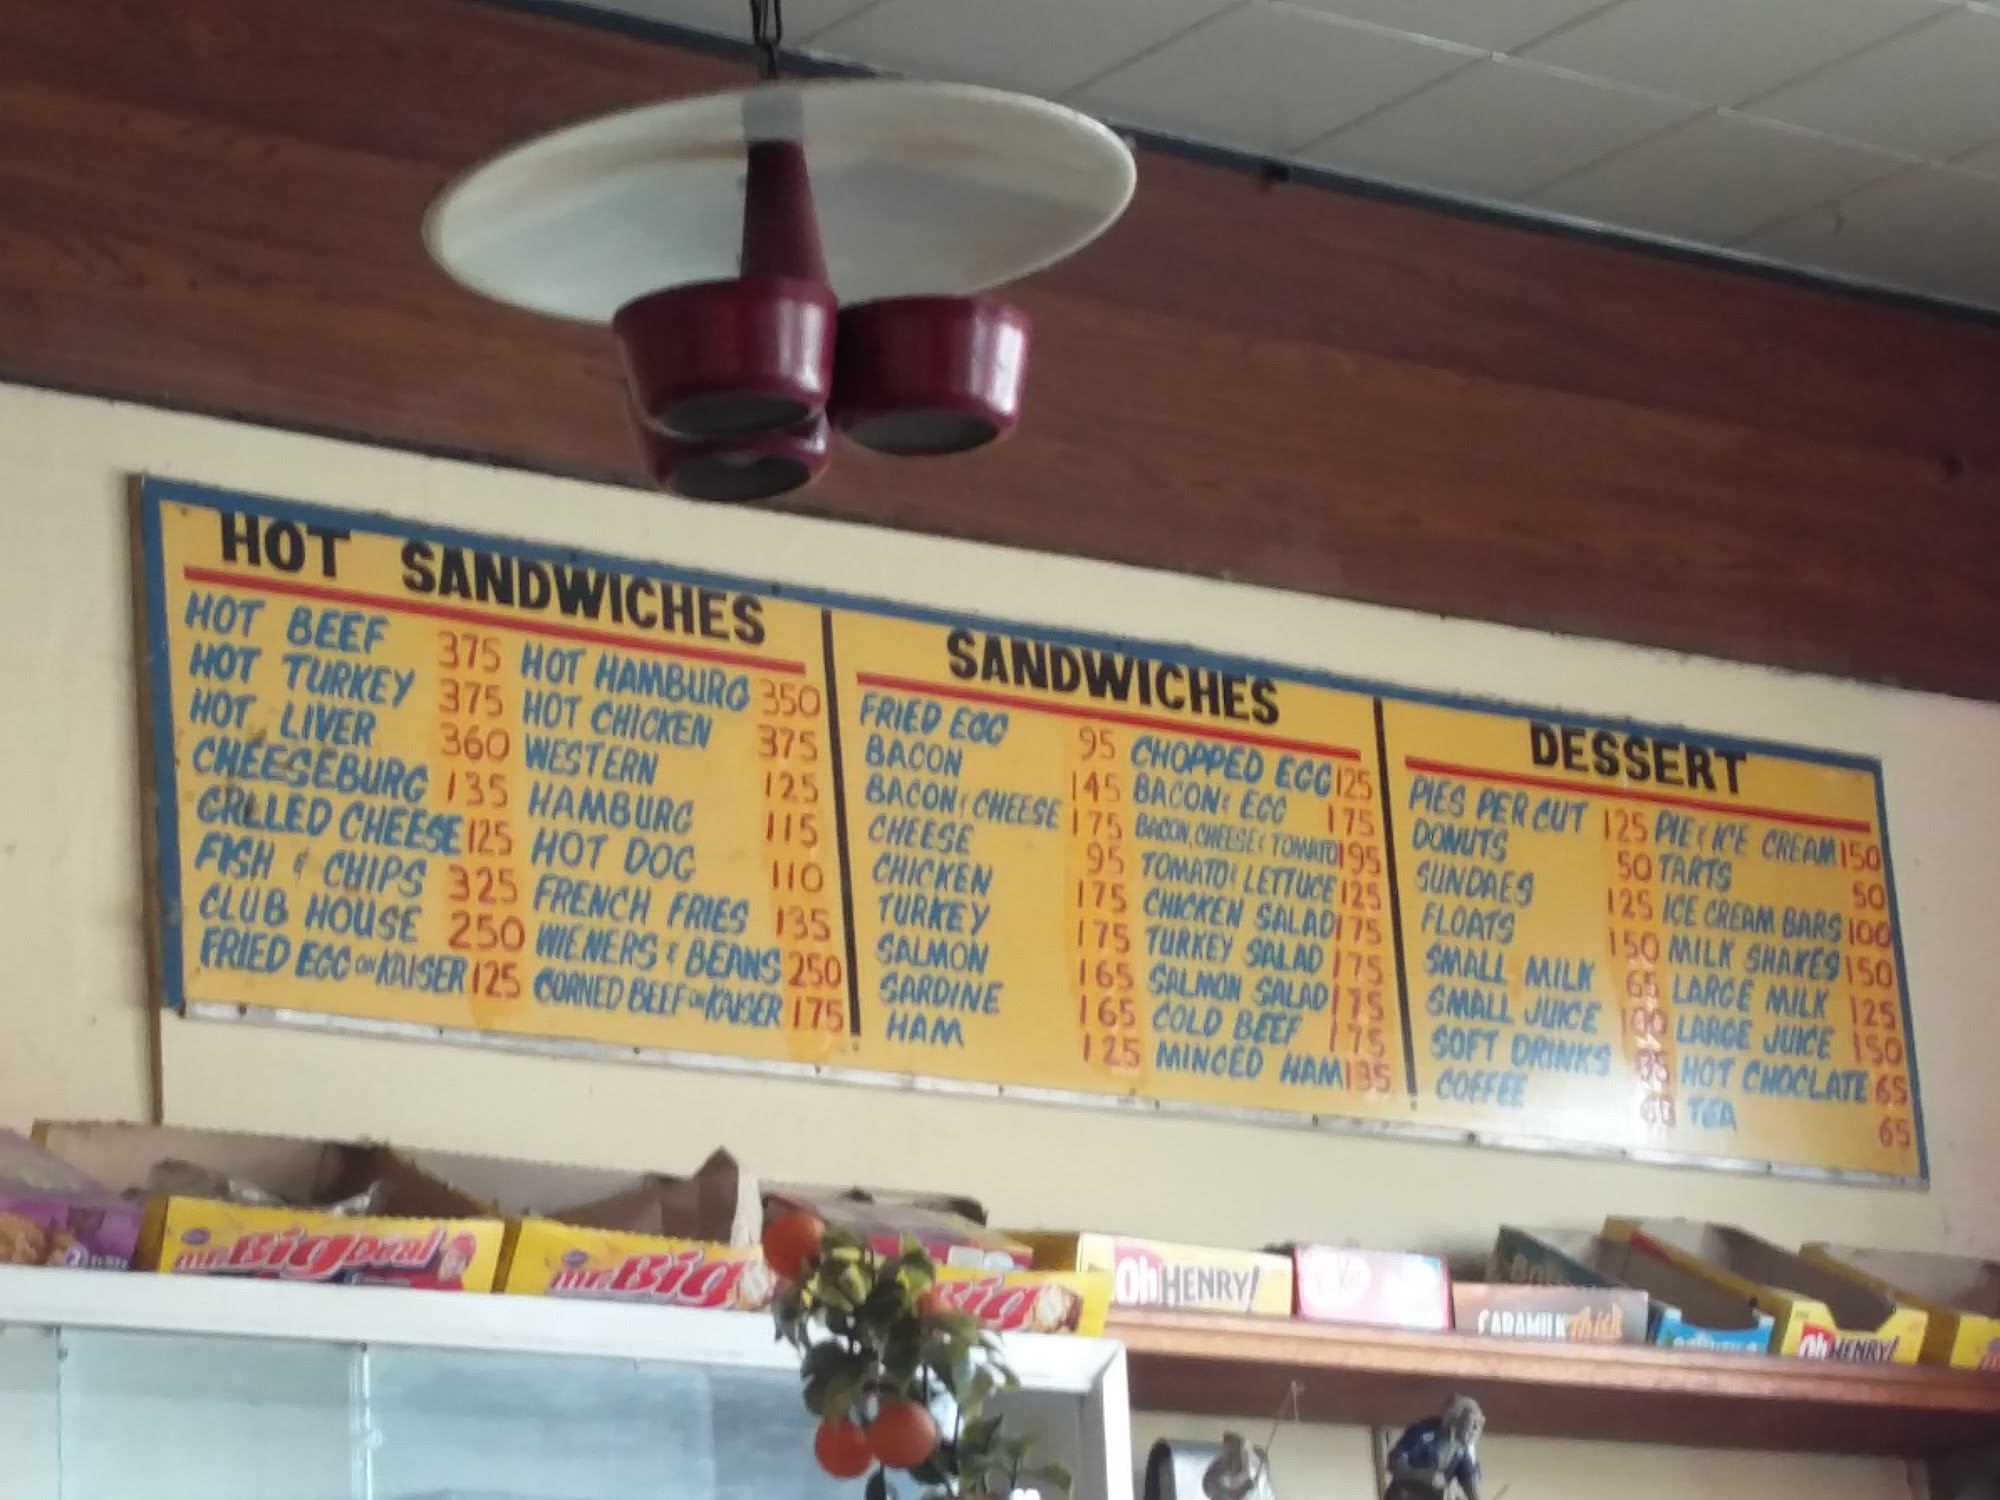 HOT SANDWICHES
HOT BEEF 375
HOT TURKEY 375
HOT LIVER 360
CHEESEBURG 135
GRLLED CHEESE 125
FISH & CHIPS 325
CLUB HOUSE 250
FRIED EGG on KAISER 125
HOT HAMBURG 350
HOT CHICKEN 375
WESTERN 125
HAMBURG 115
HOT DOG 110
FRENCH FRIES 135
WIENERS & BEANS 250
CORNED BEEF on KAISER 175
SANDWICHES
FRIED EGG 95
BACON 145
BACON & CHEESE 175
CHEESE 95
CHICKEN 175
TURKEY 175
SALMON 165
SARDINE 165
HAM 125
CHOPPED EGG 125
BACON & EGG 175
BACON, CHEESE & TOMATO 195
TOMATO & LETTUCE 125
CHICKEN SALAD 175
TURKEY SALAD 175
SALMON SALAD 175
COLD BEEF 175
MINCED HAM 135
DESSERT
PIES PER CUT 125
DONUTS 50
SUNDAES 125
FLOATS 150
SMALL MILK 65
SMALL JUICE 100
SOFT DRINKS
COFFEE
PIE & ICE CREAM 150
TARTS 50
ICE CREAM BARS 100
MILK SHAKES 150
LARGE MILK 125
LARGE JUICE 150
HOT CHOCLATE 65
TEA 65
mr. Big Deal
mr. Big
Big
Oh HENRY!
CARAMILK Thick
Oh HENRY!